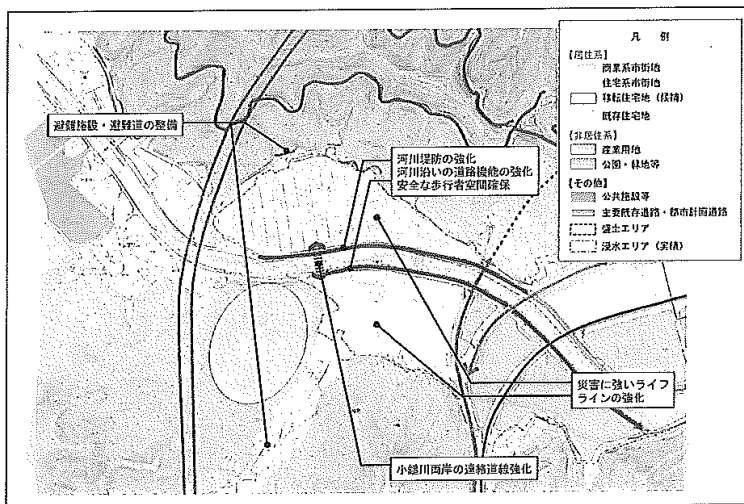 凡 例
【居住系】
商業系市街地
住宅系市街地
移転住宅地（候補）
既存住宅地
【非居住系】
産業用地
公園・緑地等
【その他】
公共施設等
主要既存道路・都市計画道路
盛土エリア
浸水エリア（実積）
避難施設・避難道の整備
河川堤防の強化
河川沿いの道路機能の強化
安全な歩行者空間確保
災害に強いライフ
ラインの強化
小鎚川両岸の連絡道線強化